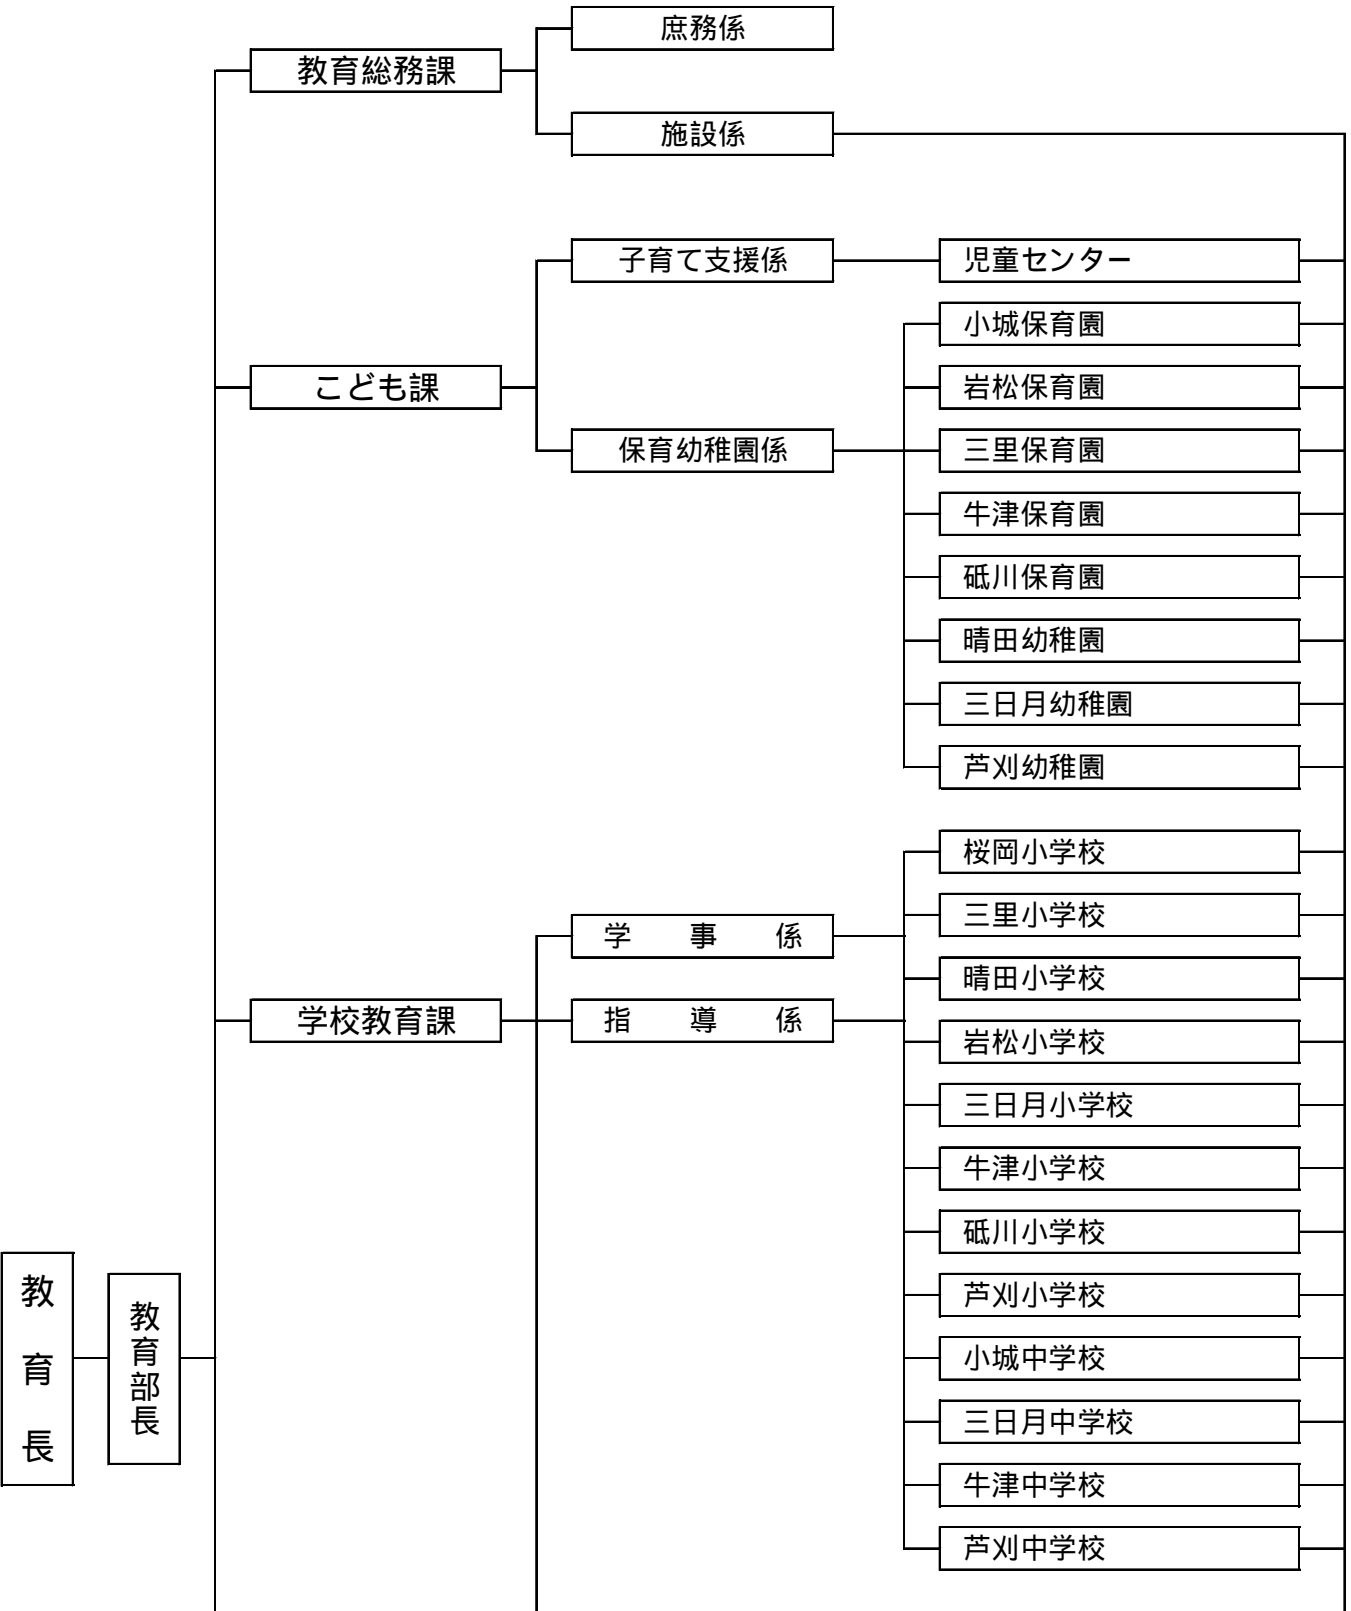 庶務係
教育総務課
施設係
子育て支援係
児童センター
小城保育園
こども課
岩松保育園
保育幼稚園係
三里保育園
牛津保育園
砥川保育園
晴田幼稚園
三日月幼稚園
芦刈幼稚園
桜岡小学校
三里小学校
学事係
晴田小学校
学校教育課
指導係
岩松小学校
三日月小学校
牛津小学校
砥川小学校
教育長
教育部長
芦刈小学校
小城中学校
三日月中学校
牛津中学校
芦刈中学校